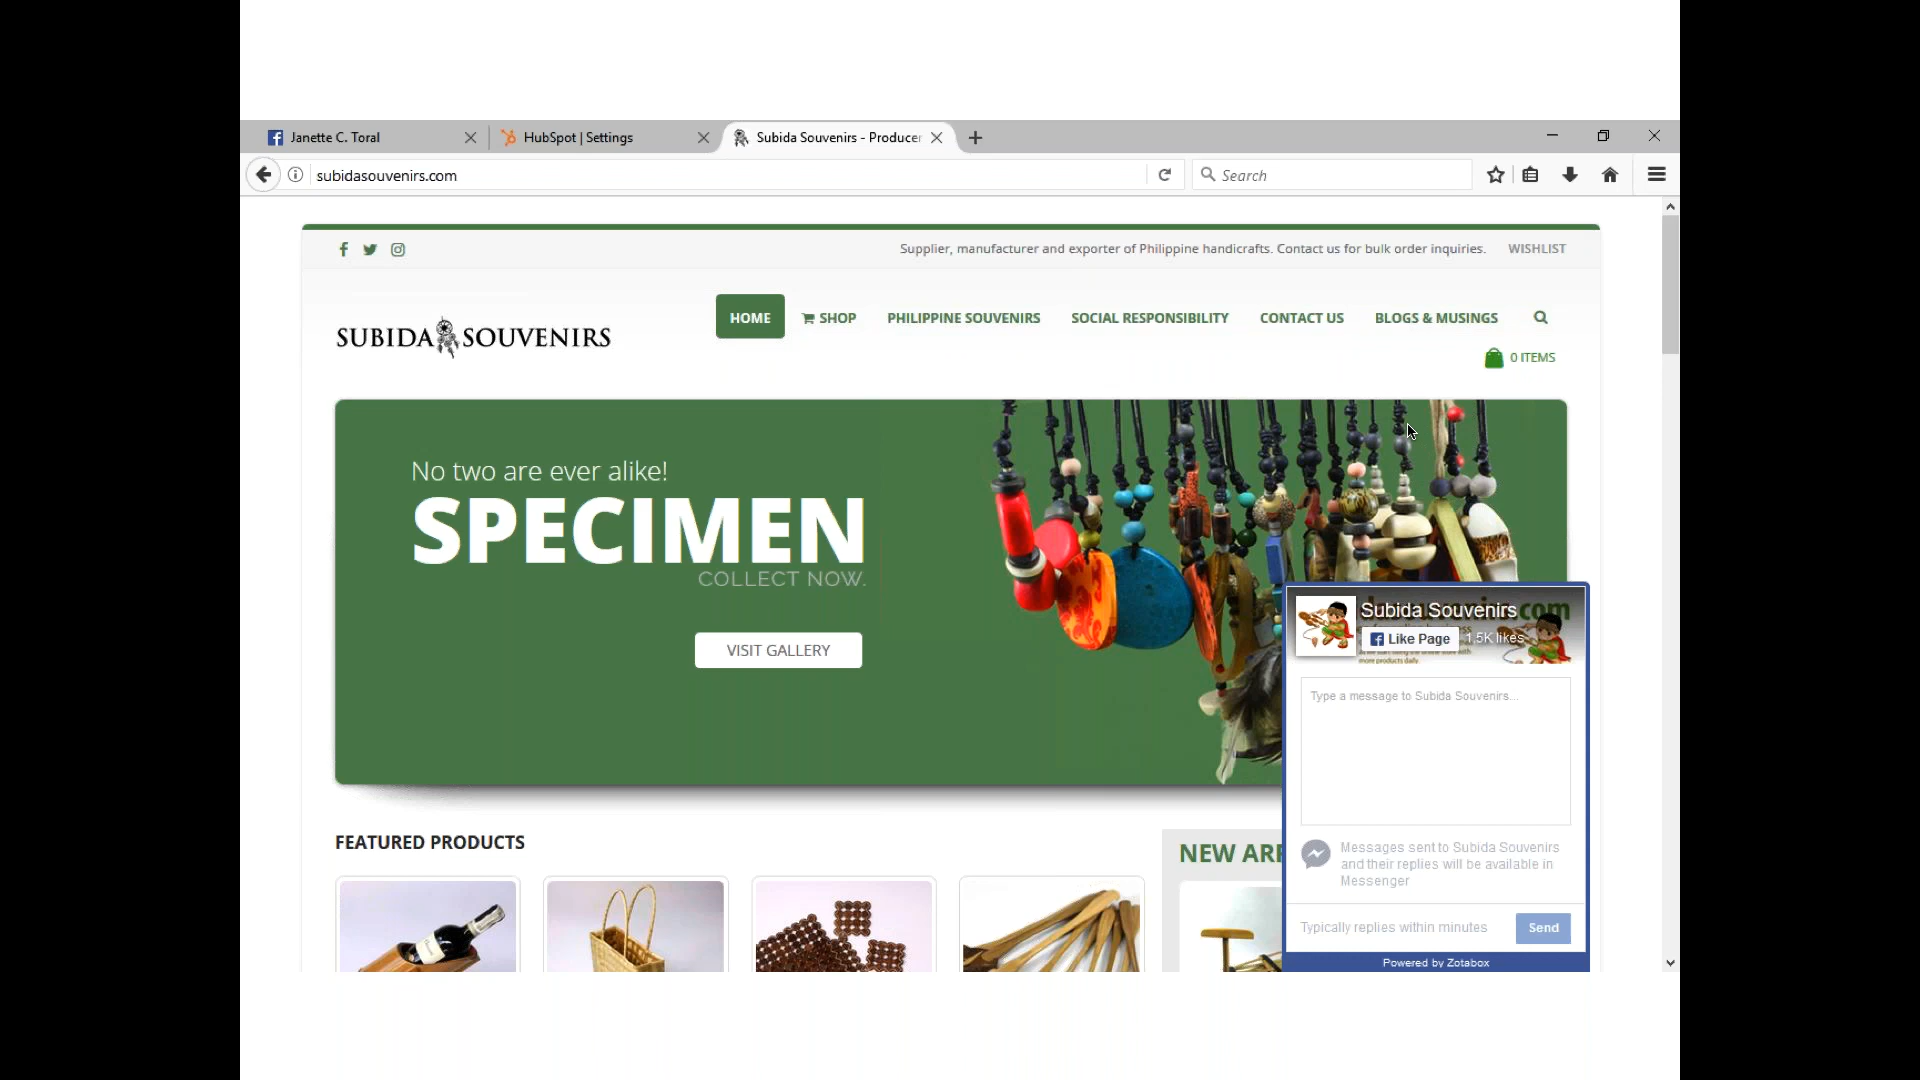 Janette C. Toral
HubSpot | Settings
Subida Souvenirs - Producer
subidasouvenirs.com
Search
Supplier, manufacturer and exporter of Philippine handicrafts. Contact us for bulk order inquiries.
WISHLIST
SUBIDA SOUVENIRS
HOME
SHOP
PHILIPPINE SOUVENIRS
SOCIAL RESPONSIBILITY
CONTACT US
BLOGS & MUSINGS
0 ITEMS
No two are ever alike!
SPECIMEN
COLLECT NOW.
VISIT GALLERY
Subida Souvenirs
.com
Like Page
1.5K likes
more products daily.
Type a message to Subida Souvenirs...
Messages sent to Subida Souvenirs
and their replies will be available in
Messenger
Typically replies within minutes
Send
Powered by Zotabox
FEATURED PRODUCTS
NEW ARR